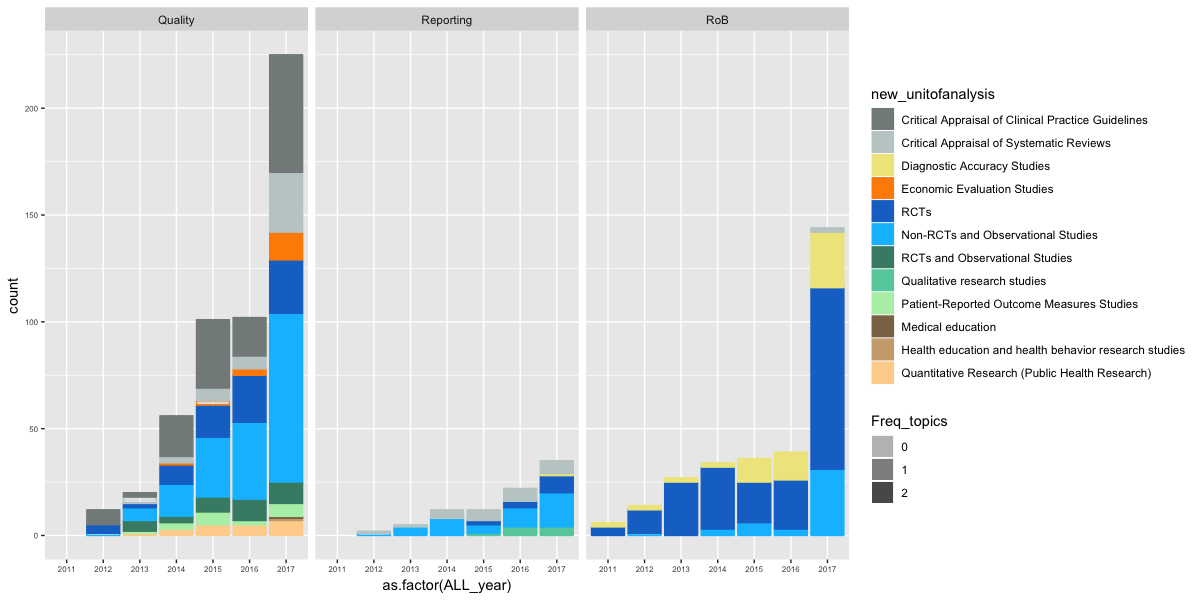 Quality
Reporting
RoB
count
200
150
100
50
0
2011 2012 2013 2014 2015 2016 2017
2011 2012 2013 2014 2015 2016 2017
2011 2012 2013 2014 2015 2016 2017
as.factor(ALL_year)
new_unitofanalysis
Critical Appraisal of Clinical Practice Guidelines
Critical Appraisal of Systematic Reviews
Diagnostic Accuracy Studies
Economic Evaluation Studies
RCTs
Non-RCTs and Observational Studies
RCTs and Observational Studies
Qualitative research studies
Patient-Reported Outcome Measures Studies
Medical education
Health education and health behavior research studies
Quantitative Research (Public Health Research)
Freq_topics
0
1
2